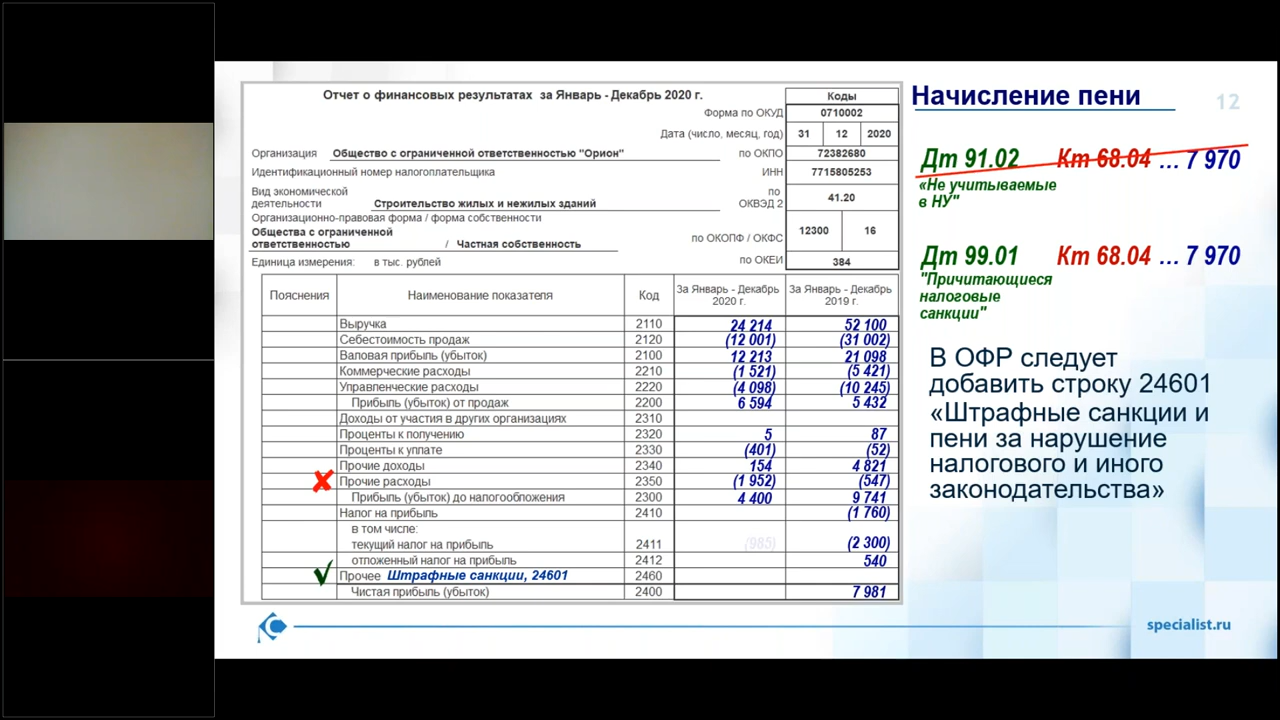 Отчет о финансовых результатах за Январь - Декабрь 2020 г.
Коды
Форма по ОКУД 0710002
Дата (число, месяц, год) 31 12 2020
Организация Общество с ограниченной ответственностью "Орион" по ОКПО 72382680
Идентификационный номер налогоплательщика ИНН 7715805253
Вид экономической
деятельности Строительство жилых и нежилых зданий
по
ОКВЭД 2
41.20
Организационно-правовая форма / форма собственности
Общества с ограниченной
ответственностью / Частная собственность
по ОКОПФ / ОКФС 12300 16
Единица измерения: в тыс. рублей по ОКЕИ 384
Пояснения Наименование показателя Код
За Январь - Декабрь
2020 г.
За Январь - Декабрь
2019 г.
Выручка 2110 24 214 52 100
Себестоимость продаж 2120 (12 001) (31 002)
Валовая прибыль (убыток) 2100 12 213 21 098
Коммерческие расходы 2210 (1 521) (5 421)
Управленческие расходы 2220 (4 098) (10 245)
Прибыль (убыток) от продаж 2200 6 594 5 432
Доходы от участия в других организациях 2310
Проценты к получению 2320 5 87
Проценты к уплате 2330 (401) (52)
Прочие доходы 2340 154 4 821
Прочие расходы 2350 (1 952) (547)
Прибыль (убыток) до налогообложения 2300 4 400 9 741
Налог на прибыль 2410 (1 760)
в том числе:
текущий налог на прибыль 2411 (985) (2 300)
отложенный налог на прибыль 2412 540
Прочее Штрафные санкции, 24601 2460
Чистая прибыль (убыток) 2400 7 981
Начисление пени
12
Дт 91.02 Кт 68.04 ... 7 970
«Не учитываемые
в НУ"
Дт 99.01 Кт 68.04 ... 7 970
"Причитающиеся
налоговые
санкции"
В ОФР следует
добавить строку 24601
«Штрафные санкции и
пени за нарушение
налогового и иного
законодательства»
specialist.ru